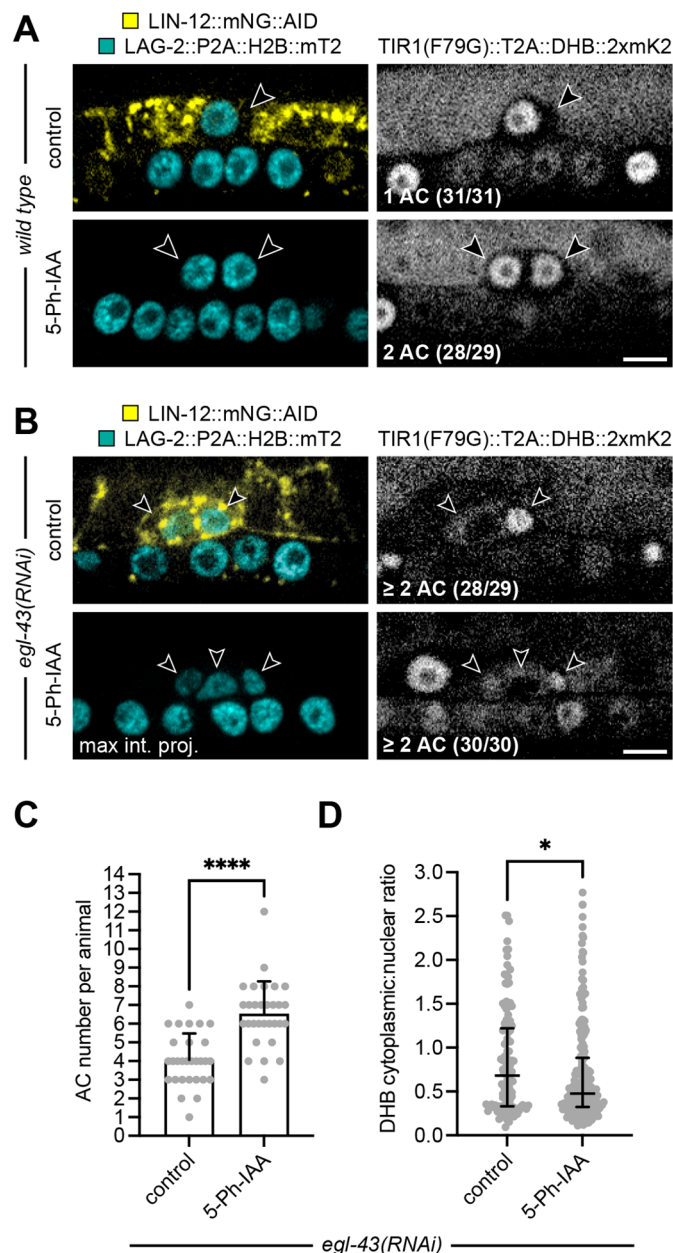 A
LIN-12::mNG::AID
LAG-2::P2A::H2B::mT2
TIR1(F79G)::T2A::DHB::2xmK2
wild type
control
1 AC (31/31)
5-Ph-IAA
2 AC (28/29)
B
LIN-12::mNG::AID
LAG-2::P2A::H2B::mT2
TIR1(F79G)::T2A::DHB::2xmK2
egl-43(RNAi)
control
≥ 2 AC (28/29)
5-Ph-IAA
max int. proj.
≥ 2 AC (30/30)
C
****
AC number per animal
14
13
12
11
10
9
8
7
6
5
4
3
2
1
0
control
5-Ph-IAA
D
*
DHB cytoplasmic:nuclear ratio
3.0
2.5
2.0
1.5
1.0
0.5
0.0
control
5-Ph-IAA
egl-43(RNAi)